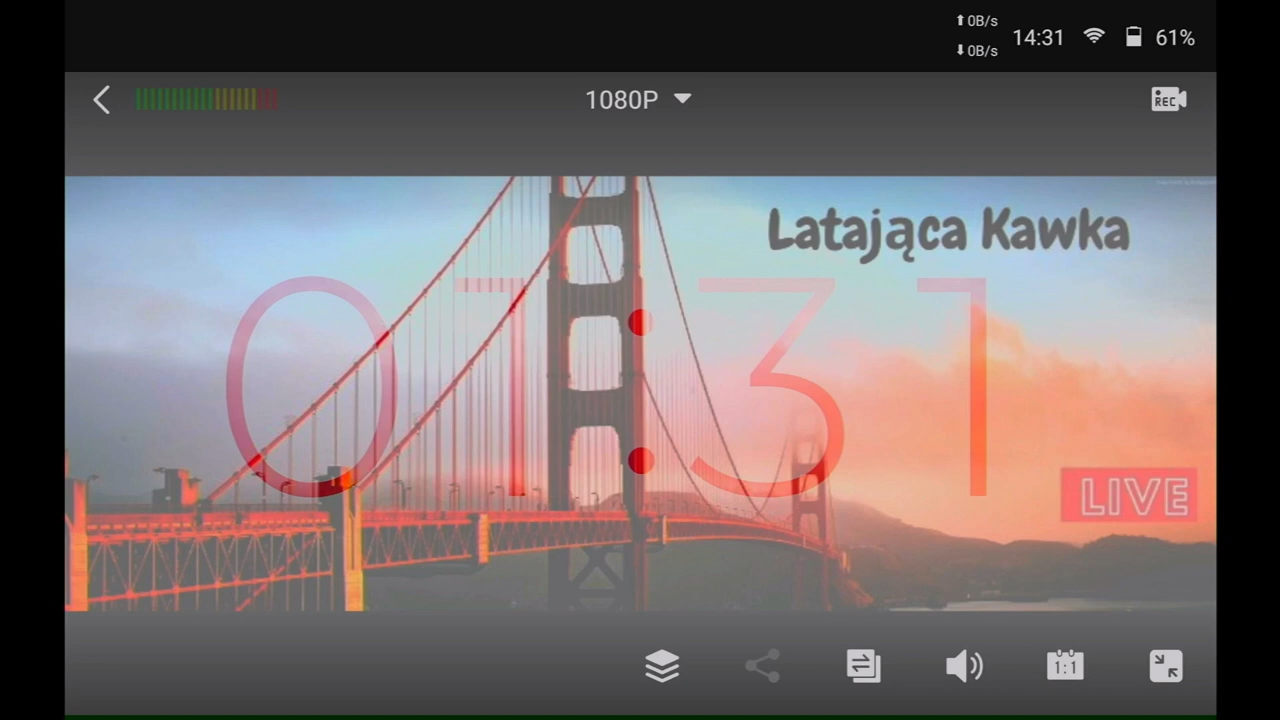 0B/s
0B/s
14:31
61%
1080P
REC
Latająca Kawka
01:31
LIVE
1:1